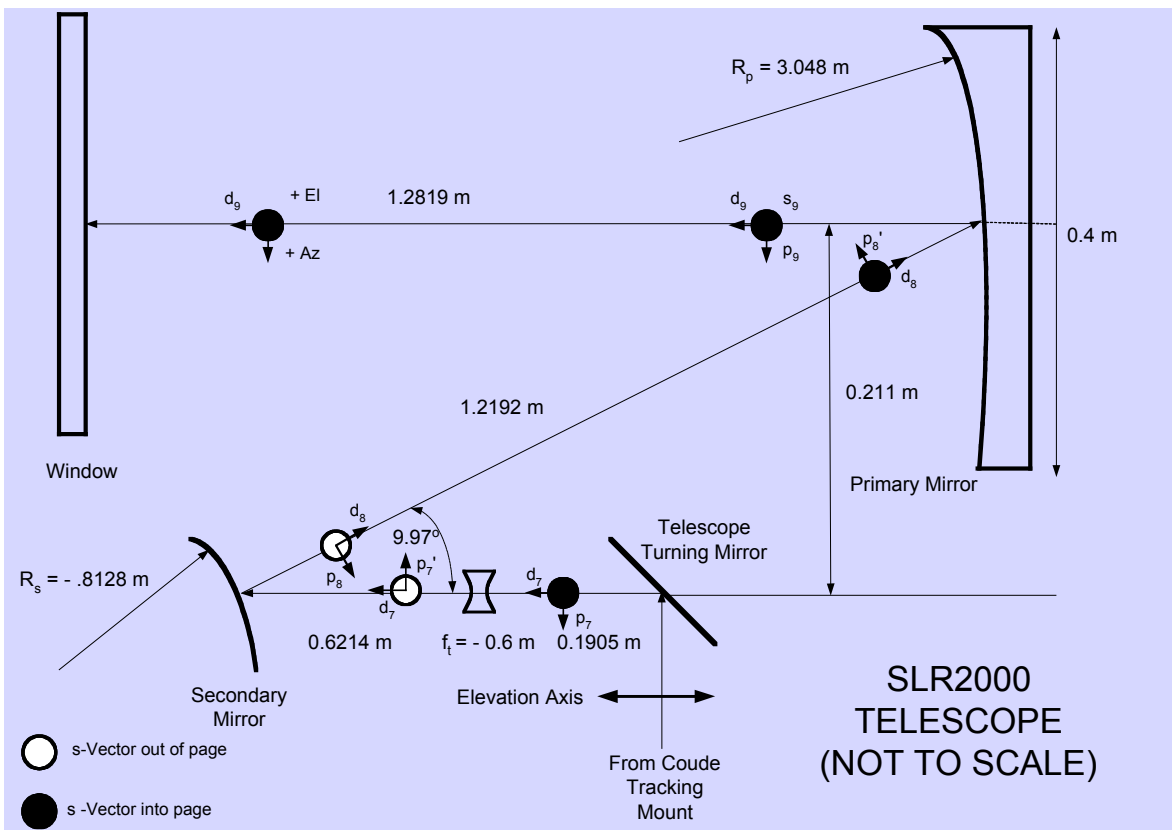 R_p = 3.048 m
d_9
+ El
+ Az
1.2819 m
d_9
s_9
p_9
p_8'
d_8
0.4 m
Window
1.2192 m
0.211 m
Primary Mirror
d_8
p_8
9.97°
p_7'
d_7
d_7
p_7
Telescope
Turning Mirror
R_s = - .8128 m
0.6214 m
f_t = - 0.6 m
0.1905 m
Secondary
Mirror
Elevation Axis
From Coude
Tracking
Mount
SLR2000
TELESCOPE
(NOT TO SCALE)
s-Vector out of page
s -Vector into page